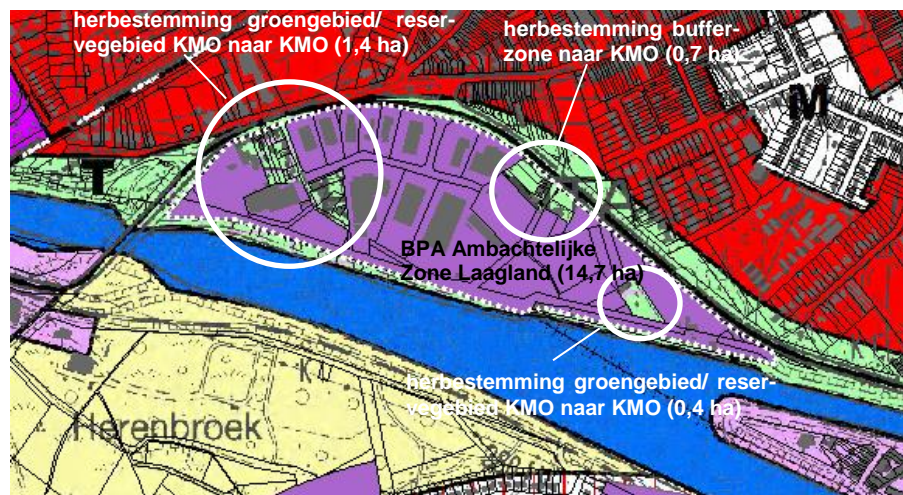 herbestemming groengebied/ reser-
vegebied KMO naar KMO (1,4 ha)
herbestemming buffer-
zone naar KMO (0,7 ha)
M
T
BPA Ambachtelijke
Zone Laagland (14,7 ha)
herbestemming groengebied/ reser-
vegebied KMO naar KMO (0,4 ha)
Herenbroek